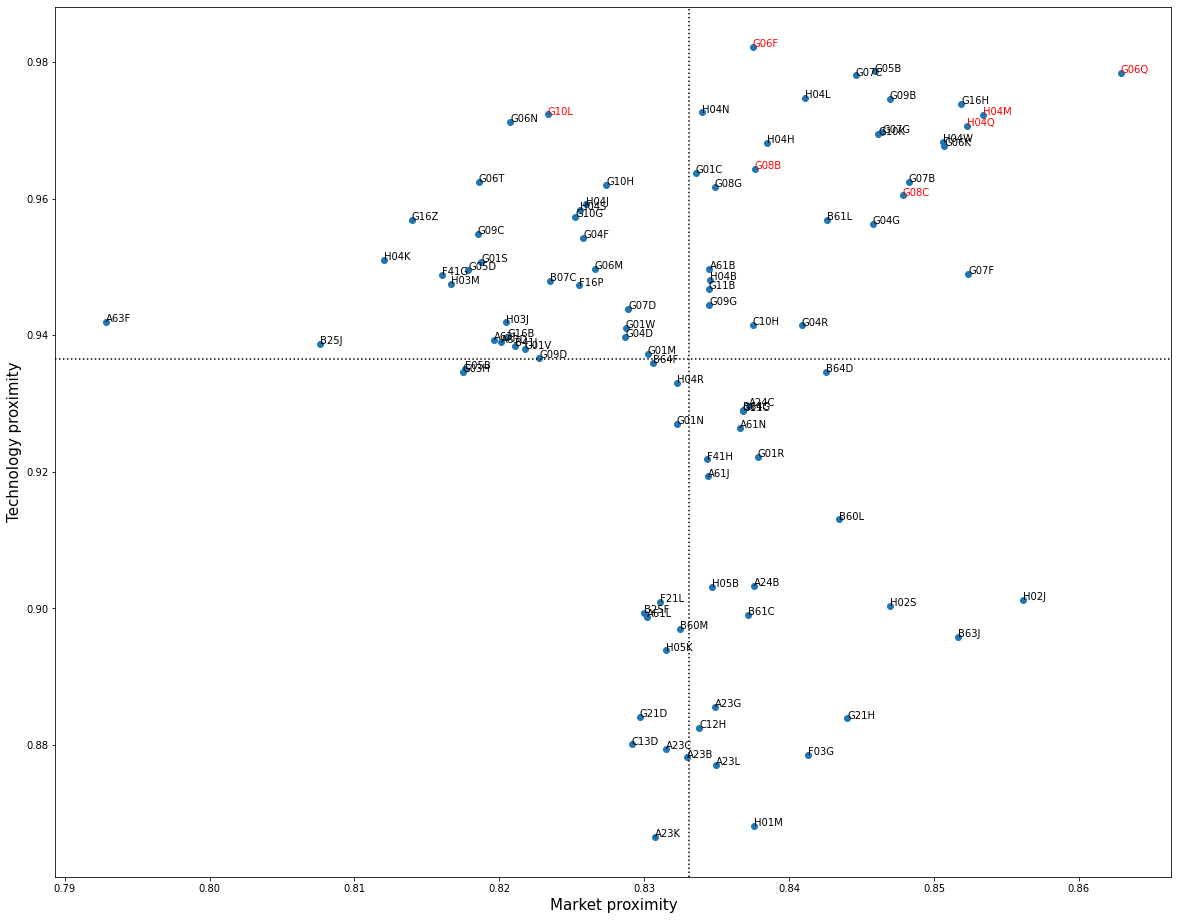 0.98
0.96
0.94
0.92
0.90
0.88
Technology proximity
G06F
G05B
G07C
G06Q
H04L
G09B
G16H
H04N
H04M
G10L
G06N
H04Q
G07G
G10K
H04H
H04W
G06K
G08B
G01C
G08G
G07B
G08C
G06T
G10H
H04J
H04S
G10G
G16Z
B61L
G04G
G09C
G04F
H04K
G01S
G05D
F41G
H03M
G06M
B07C
F16P
A61B
H04B
G11B
G09G
G07F
G07D
A63F
H03J
G01W
G04D
C10H
G04R
B25J
G16B
B41J
G01V
G09D
G01M
B64F
F05B
G03H
H04R
B64D
G01N
A24C
A61N
F41H
G01R
A61J
B60L
H05B
A24B
F21L
B25F
A61L
B61C
H02S
H02J
B60M
B63J
H05K
G21D
A23G
C12H
G21H
C13D
A23C
A23B
A23L
F03G
H01M
A23K
0.79
0.80
0.81
0.82
0.83
0.84
0.85
0.86
Market proximity